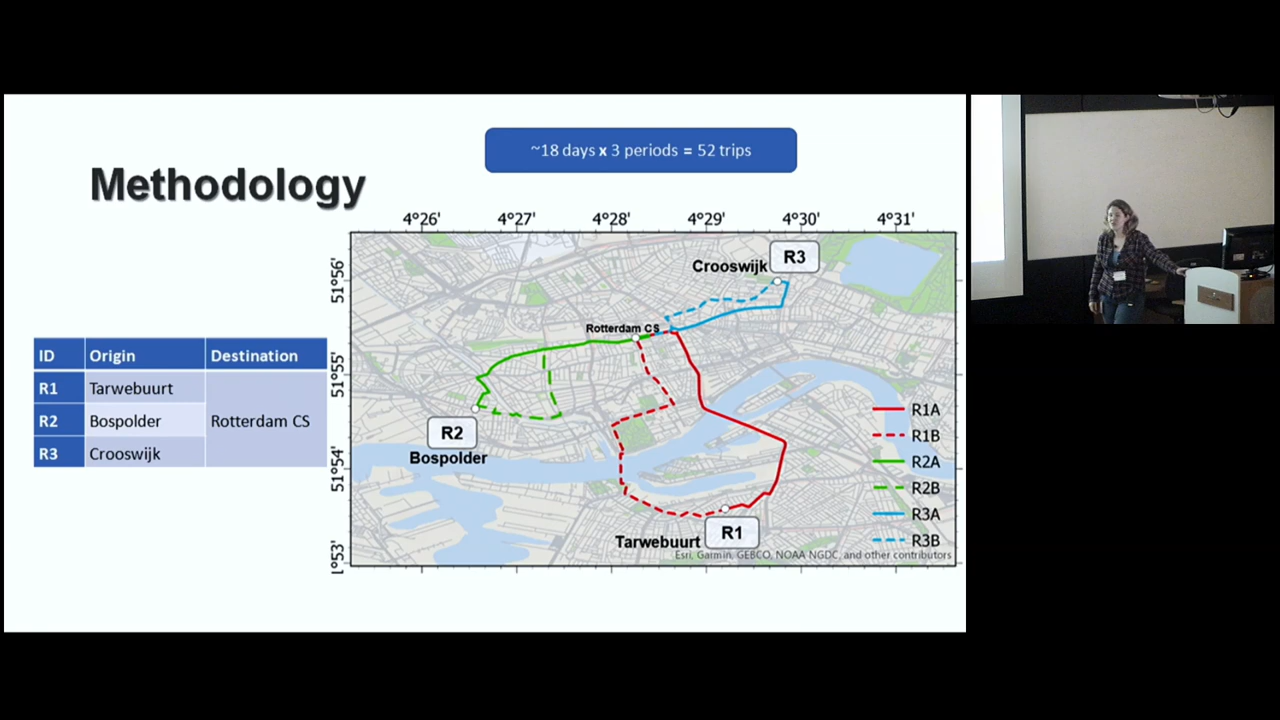 ~18 days x 3 periods = 52 trips
Methodology
4°26' 4°27' 4°28' 4°29' 4°30' 4°31'
51°56'
51°55'
51°54'
1°53'
Crooswijk R3
Rotterdam CS
R2
Bospolder
Tarwebuurt R1
R1A
R1B
R2A
R2B
R3A
R3B
Esri, Garmin, GEBCO, NOAA NGDC, and other contributors
ID Origin Destination
R1 Tarwebuurt
R2 Bospolder Rotterdam CS
R3 Crooswijk